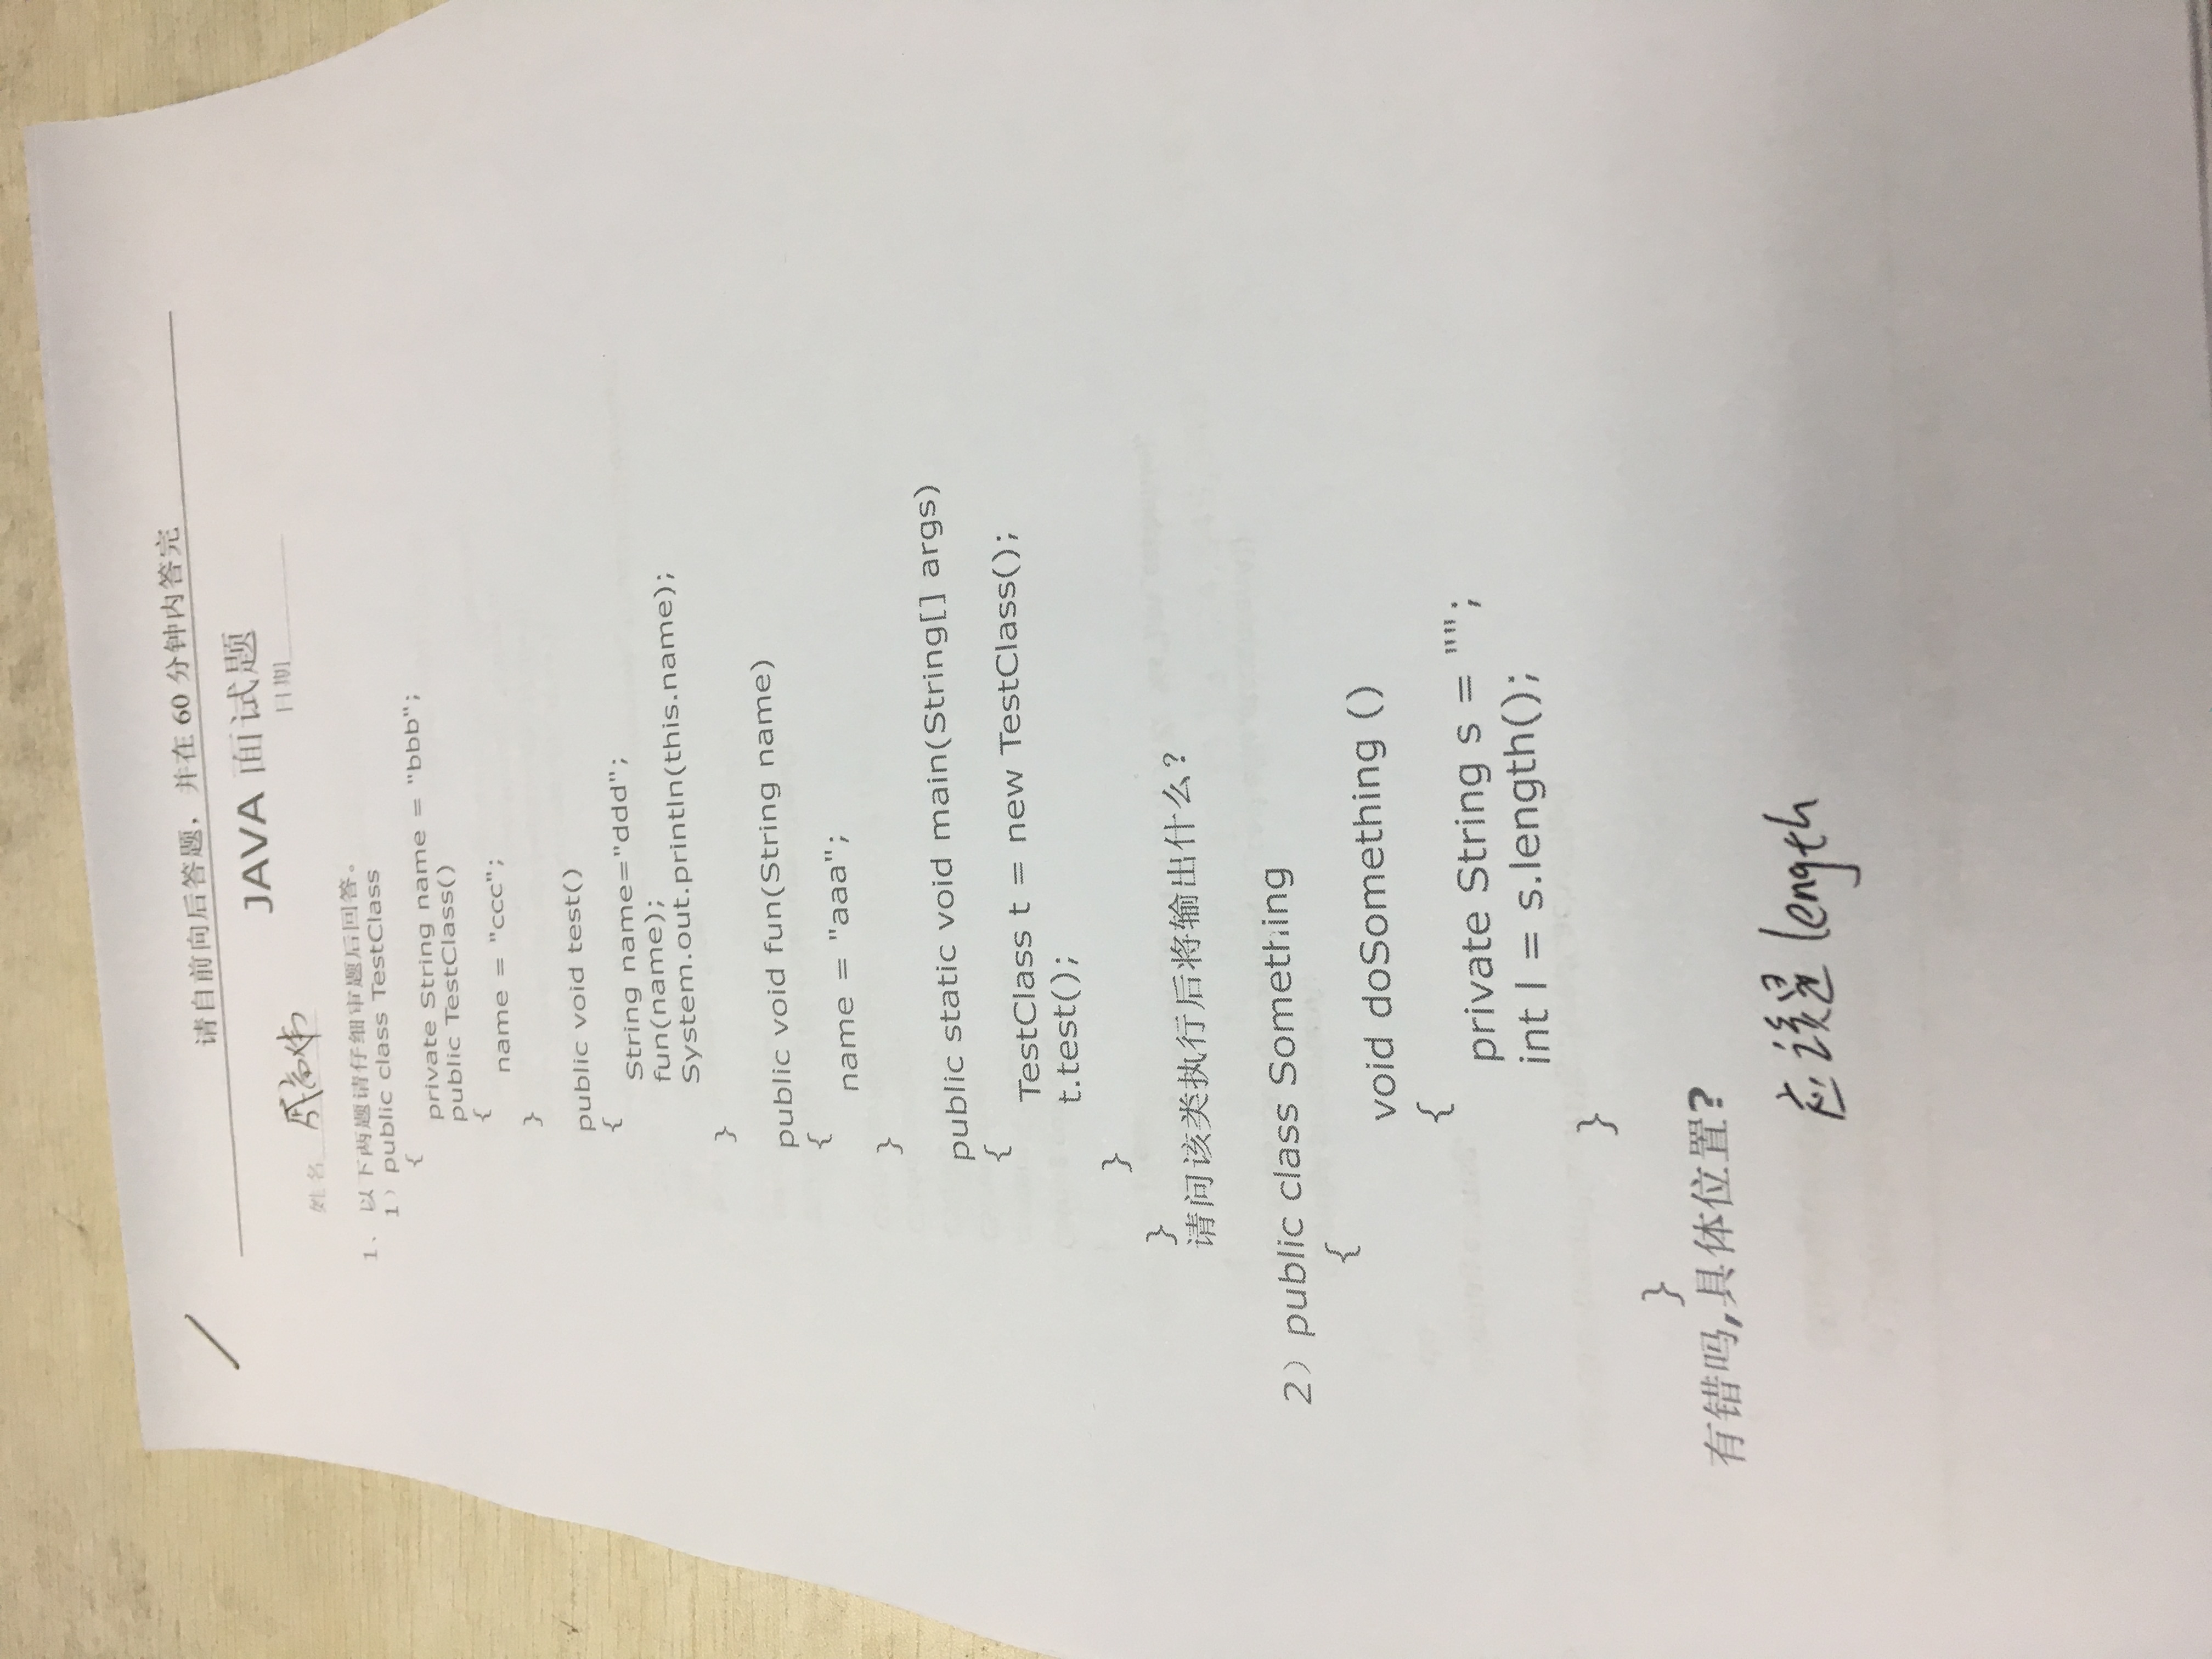 请自前向后答题，并在 60 分钟内答完
JAVA 面试题
姓名 日期
1、以下两题请仔细审题后回答。
1）public class TestClass
{
private String name = "bbb";
public TestClass()
{
name = "ccc";
}
public void test()
{
String name="ddd";
fun(name);
System.out.println(this.name);
}
public void fun(String name)
{
name = "aaa";
}
public static void main(String[] args)
{
TestClass t = new TestClass();
t.test();
}
}
请问该类执行后将输出什么？
2）public class Something
{
void doSomething ()
{
private String s = "";
int l = s.length();
}
}
有错吗,具体位置?
应该是 length